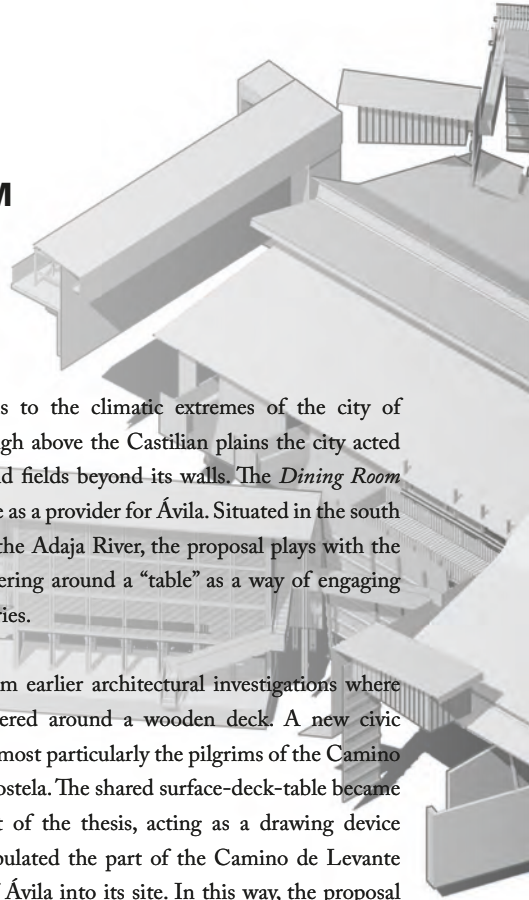 M
s to the climatic extremes of the city of
gh above the Castilian plains the city acted
d fields beyond its walls. The Dining Room
e as a provider for Ávila. Situated in the south
the Adaja River, the proposal plays with the
ering around a “table” as a way of engaging
ries.
m earlier architectural investigations where
ered around a wooden deck. A new civic
most particularly the pilgrims of the Camino
ostela. The shared surface-deck-table became
t of the thesis, acting as a drawing device
pulated the part of the Camino de Levante
Ávila into its site. In this way, the proposal